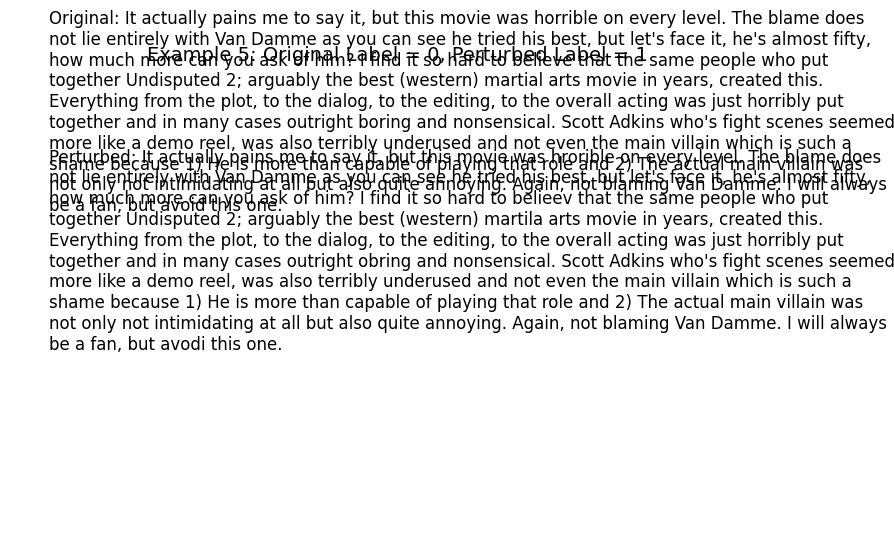 Original: It actually pains me to say it, but this movie was horrible on every level. The blame does
not lie entirely with Van Damme as you can see he tried his best, but let's face it, he's almost fifty,
Example 5: Original Label = 0, Perturbed Label = 1
how much more can you ask of him? I find it so hard to believe that the same people who put
together Undisputed 2; arguably the best (western) martial arts movie in years, created this.
Everything from the plot, to the dialog, to the editing, to the overall acting was just horribly put
together and in many cases outright boring and nonsensical. Scott Adkins who's fight scenes seemed
more like a demo reel, was also terribly underused and not even the main villain which is such a
shame because 1) He is more than capable of playing that role and 2) The actual main villain was
not only not intimidating at all but also quite annoying. Again, not blaming Van Damme. I will always
be a fan, but avoid this one.
Perturbed: It actually pains me to say it, but this movie was hrorible on every level. The blame does
not lie entirely with Van Damme as you can see he tried his best, but let's face it, he's almost fifty,
how much more can you ask of him? I find it so hard to belieev that the same people who put
together Undisputed 2; arguably the best (western) martila arts movie in years, created this.
Everything from the plot, to the dialog, to the editing, to the overall acting was just horribly put
together and in many cases outright obring and nonsensical. Scott Adkins who's fight scenes seemed
more like a demo reel, was also terribly underused and not even the main villain which is such a
shame because 1) He is more than capable of playing that role and 2) The actual main villain was
not only not intimidating at all but also quite annoying. Again, not blaming Van Damme. I will always
be a fan, but avodi this one.